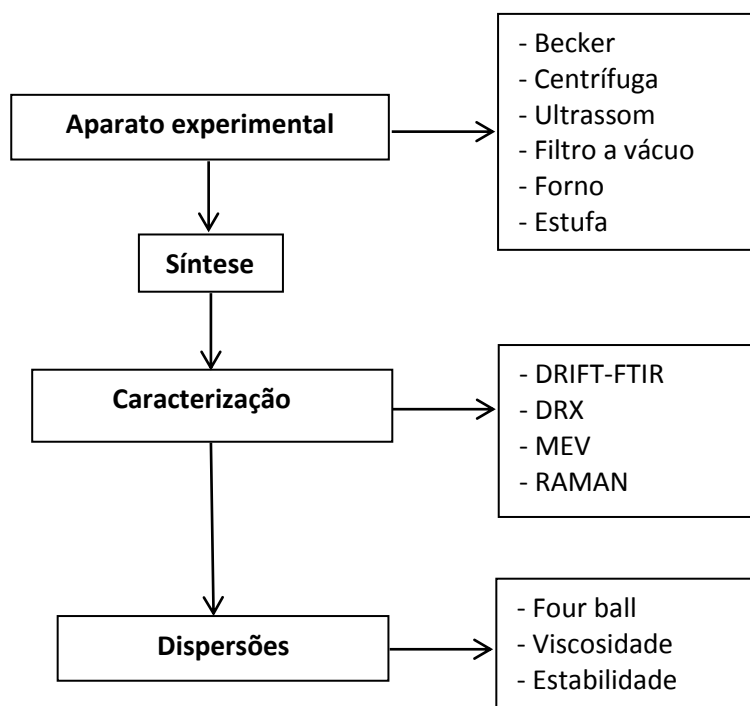 Aparato experimental
- Becker
- Centrífuga
- Ultrassom
- Filtro a vácuo
- Forno
- Estufa
Síntese
Caracterização
- DRIFT-FTIR
- DRX
- MEV
- RAMAN
Dispersões
- Four ball
- Viscosidade
- Estabilidade